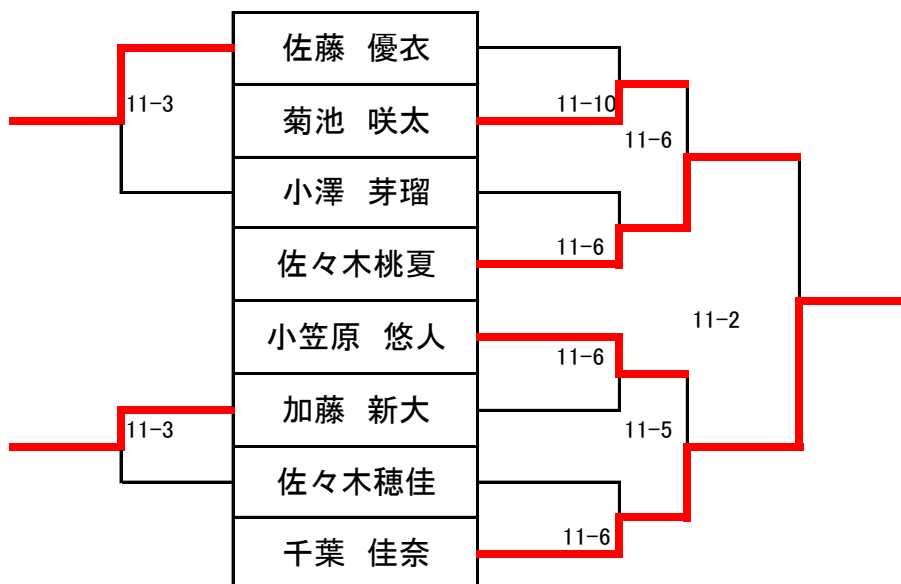 佐藤　優衣
11-3
11-10
菊池　咲太
11-6
小澤　芽瑠
11-6
佐々木桃夏
11-2
小笠原　悠人
11-6
加藤　新大
11-3
11-5
佐々木穂佳
11-6
千葉　佳奈